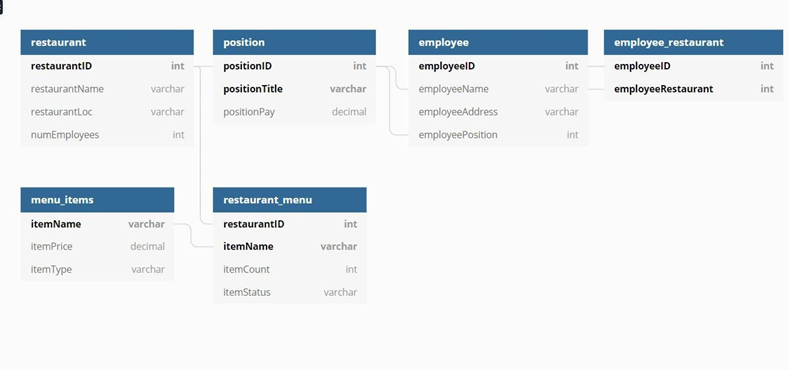 restaurant
restaurantID int
restaurantName varchar
restaurantLoc varchar
numEmployees int
position
positionID int
positionTitle varchar
positionPay decimal
employee
employeeID int
employeeName varchar
employeeAddress varchar
employeePosition int
employee_restaurant
employeeID int
employeeRestaurant int
menu_items
itemName varchar
itemPrice decimal
itemType varchar
restaurant_menu
restaurantID int
itemName varchar
itemCount int
itemStatus varchar